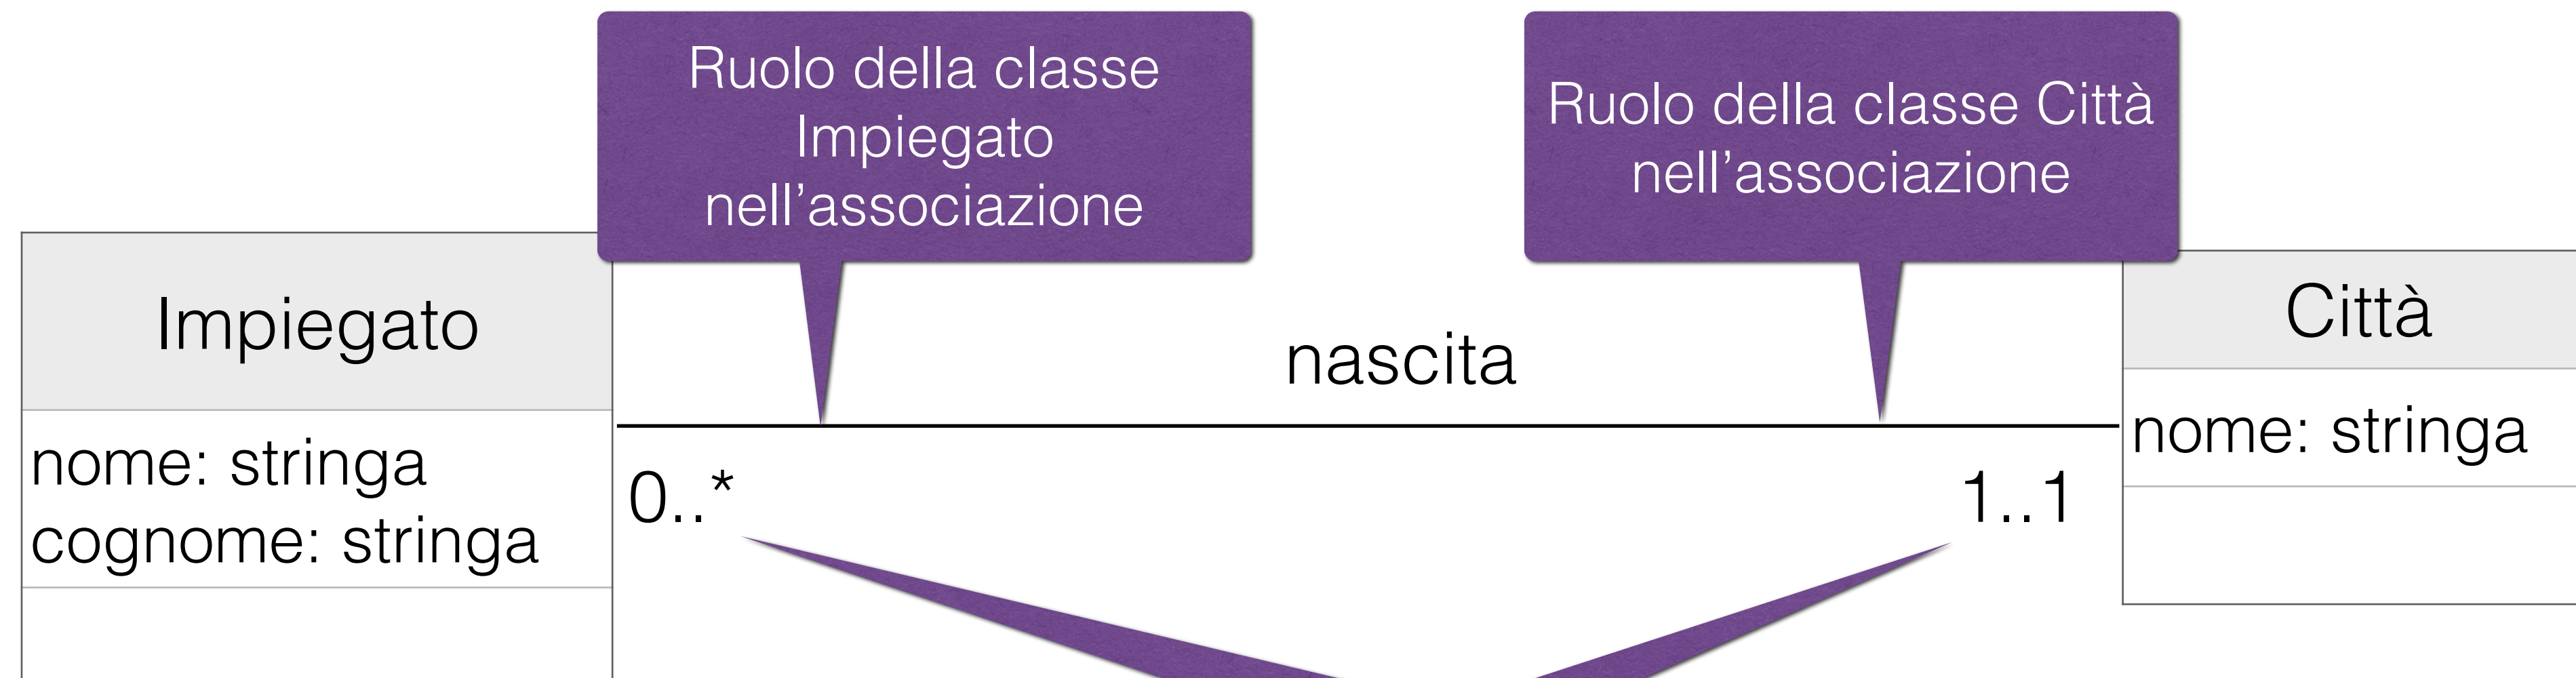 Ruolo della classe
Impiegato
nell'associazione
Ruolo della classe Città
nell'associazione
Impiegato
nome: stringa
cognome: stringa
nascita
0..*
1..1
Città
nome: stringa